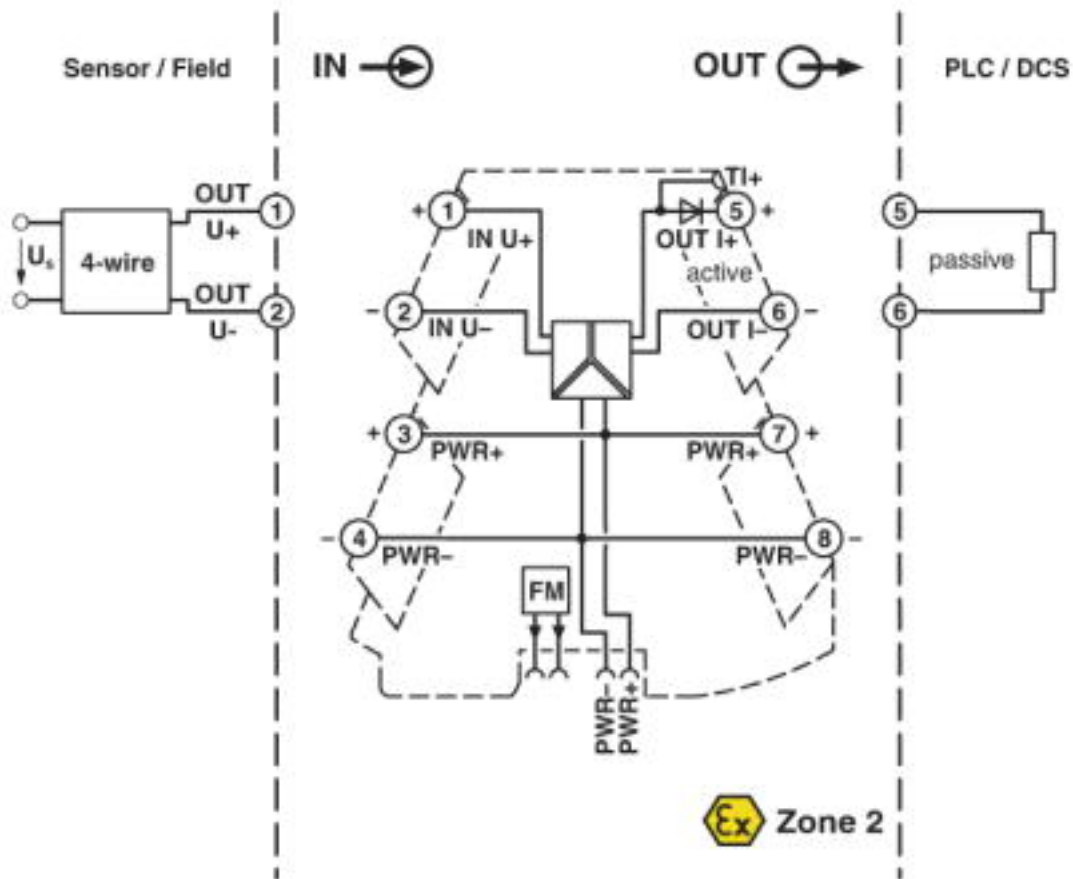 Sensor / Field
IN
OUT
PLC / DCS
OUT
U+
1
Us
4-wire
OUT
U-
2
+ 1
IN U+
TI+
5 +
OUT I+
active
- 2
IN U–
6 -
OUT I–
5
passive
6
+ 3
PWR+
7 +
PWR+
- 4
PWR–
8 -
PWR–
FM
PWR–
PWR+
Ex Zone 2